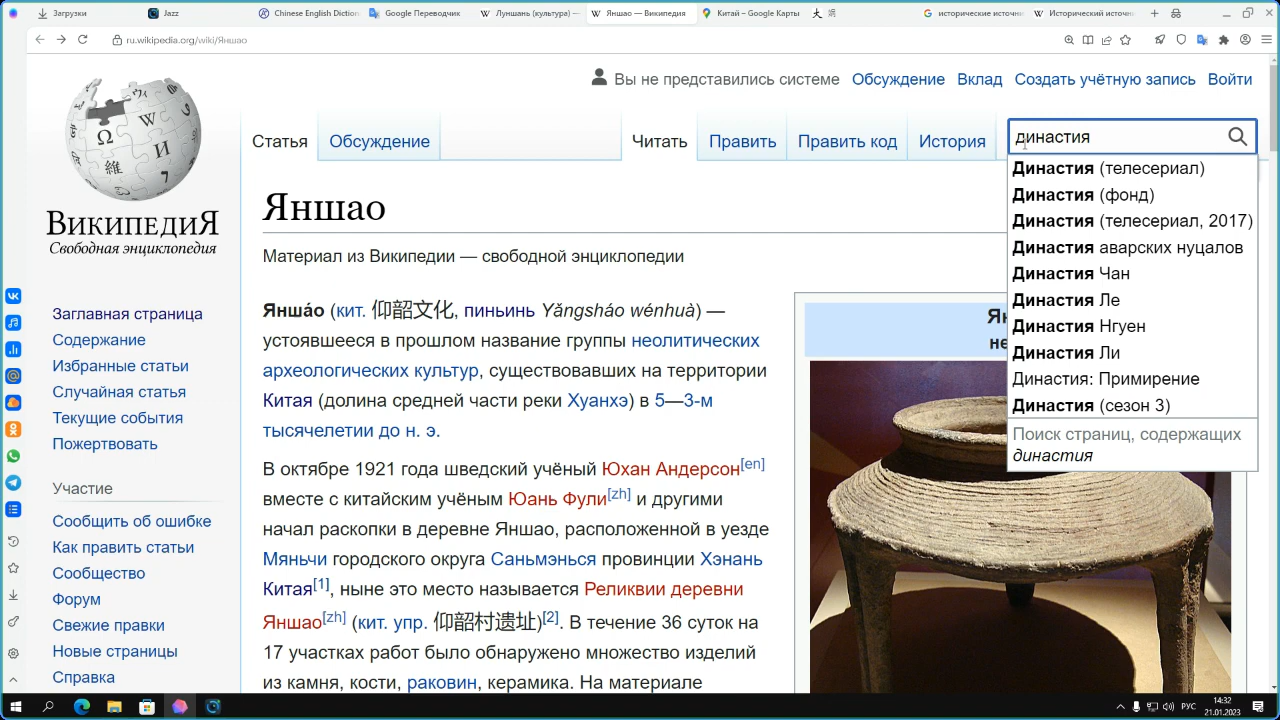 Загрузки
Jazz
Chinese English Diction
Google Переводчик
Луншань (культура) —
Яншао — Википедия
Китай – Google Карты
исторические источн
Исторический источн
ru.wikipedia.org/wiki/Яншао
Вы не представились системе Обсуждение Вклад Создать учётную запись Войти
Статья Обсуждение Читать Править Править код История
династия
Династия (телесериал)
Династия (фонд)
Династия (телесериал, 2017)
Династия аварских нуцалов
Династия Чан
Династия Ле
Династия Нгуен
Династия Ли
Династия: Примирение
Династия (сезон 3)
Поиск страниц, содержащих
династия
ВикипедиЯ
Свободная энциклопедия
Заглавная страница
Содержание
Избранные статьи
Случайная статья
Текущие события
Пожертвовать
Участие
Сообщить об ошибке
Как править статьи
Сообщество
Форум
Свежие правки
Новые страницы
Справка
Яншао
Материал из Википедии — свободной энциклопедии
Яншáо (кит. 仰韶文化, пиньинь Yǎngsháo wénhuà) —
устоявшееся в прошлом название группы неолитических
археологических культур, существовавших на территории
Китая (долина средней части реки Хуанхэ) в 5—3-м
тысячелетии до н. э.
В октябре 1921 года шведский учёный Юхан Андерсон[en]
вместе с китайским учёным Юань Фули[zh] и другими
начал раскопки в деревне Яншао, расположенной в уезде
Мяньчи городского округа Саньмэнься провинции Хэнань
Китая[1], ныне это место называется Реликвии деревни
Яншао[zh] (кит. упр. 仰韶村遗址)[2]. В течение 36 суток на
17 участках работ было обнаружено множество изделий
из камня, кости, раковин, керамика. На материале
РУС
14:32
21.01.2023